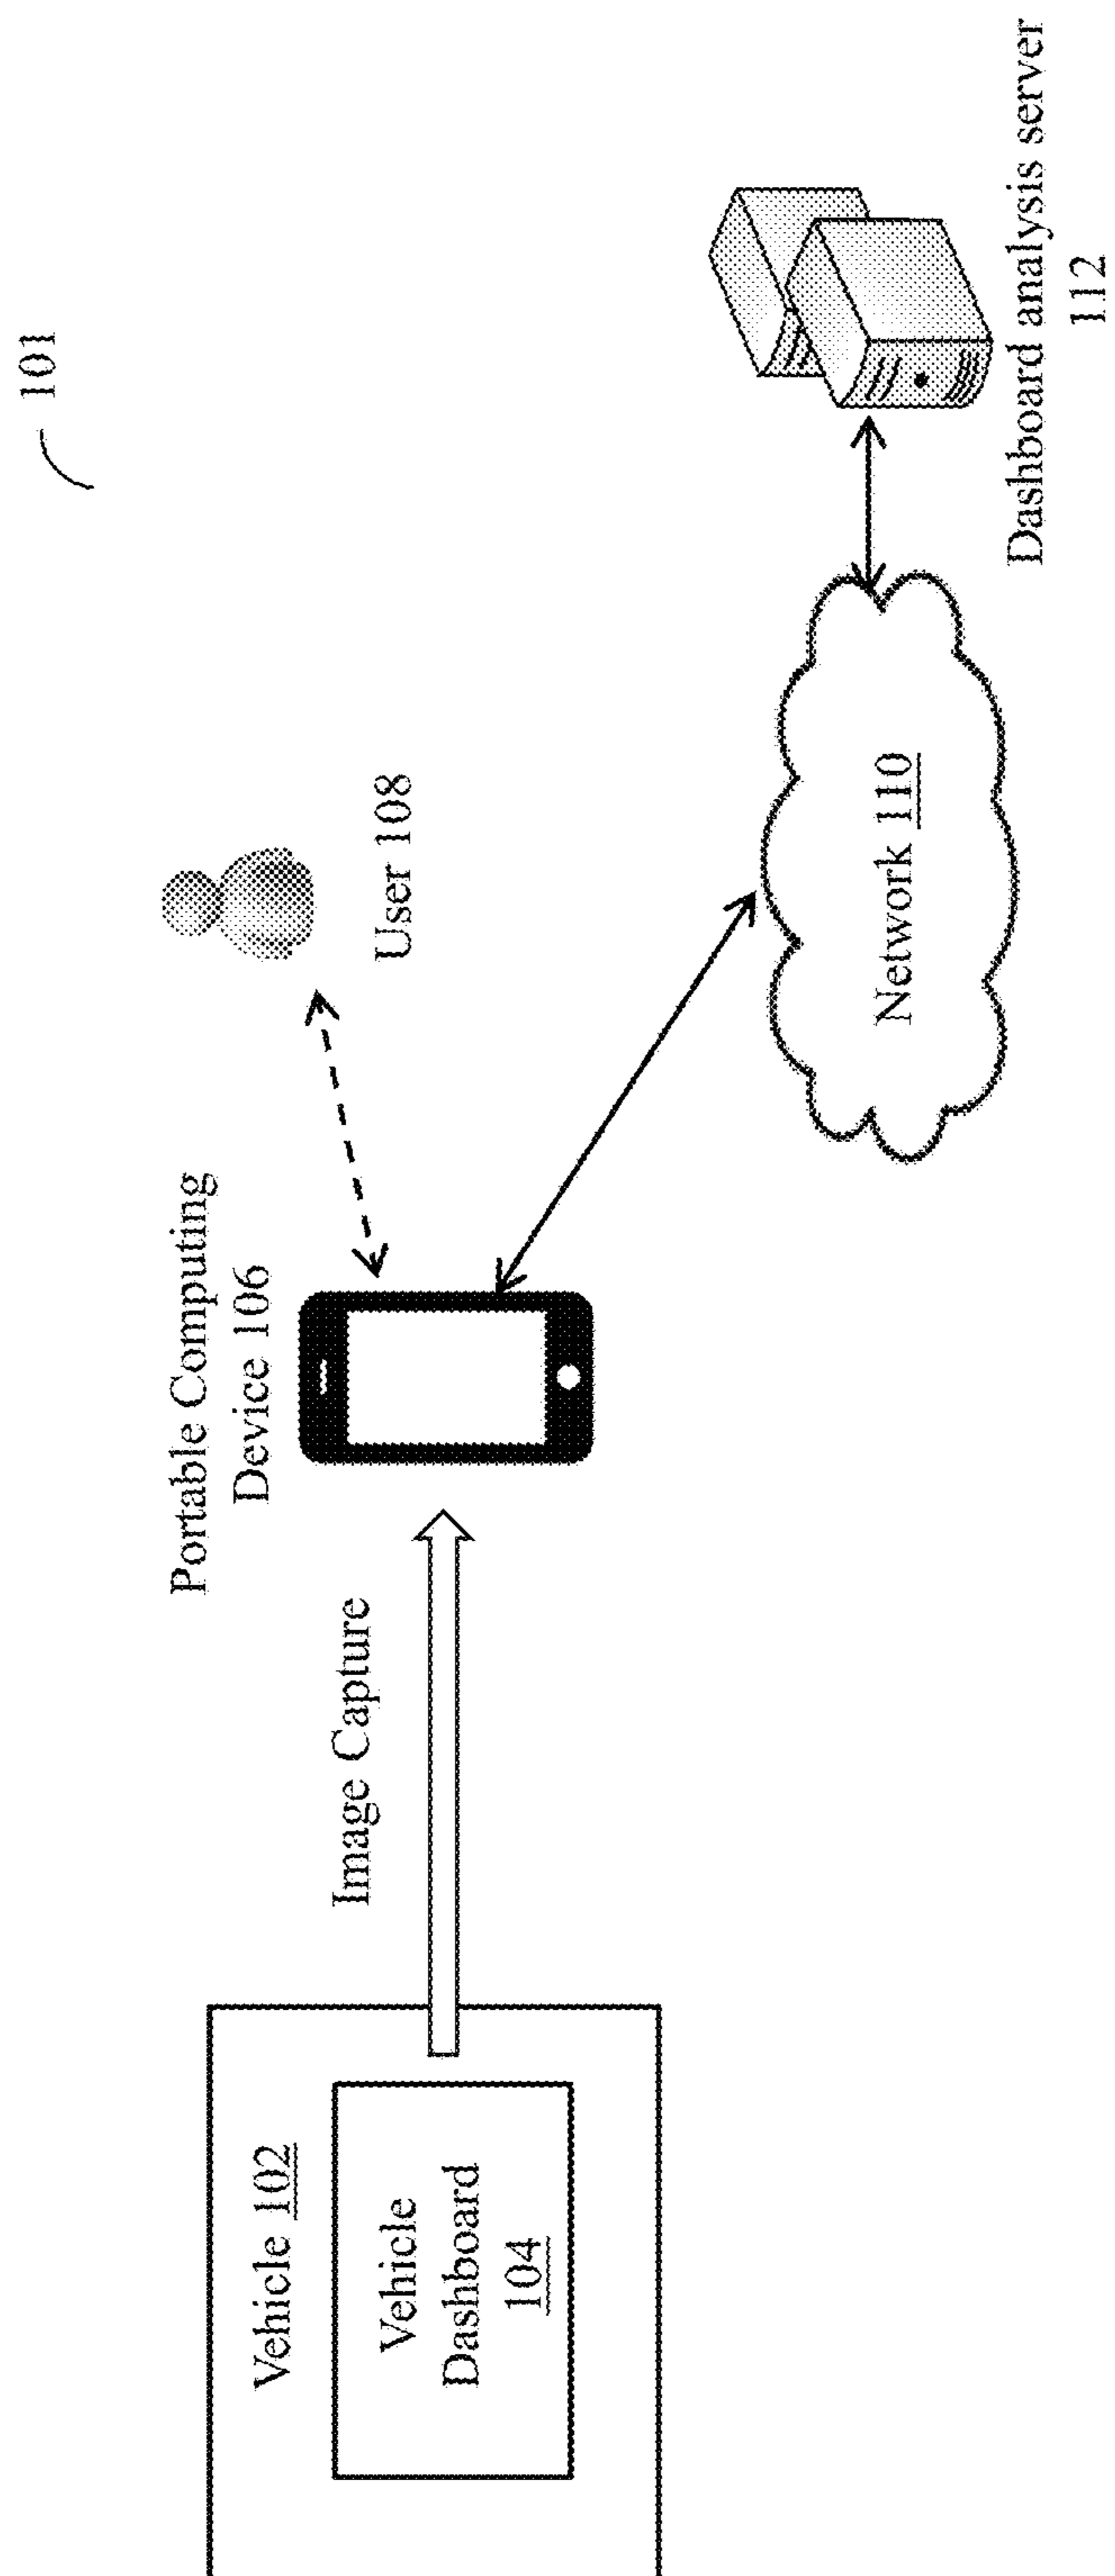 101
Vehicle 102
Vehicle
Dashboard
104
Image Capture
Portable Computing
Device 106
User 108
Network 110
Dashboard analysis server
112